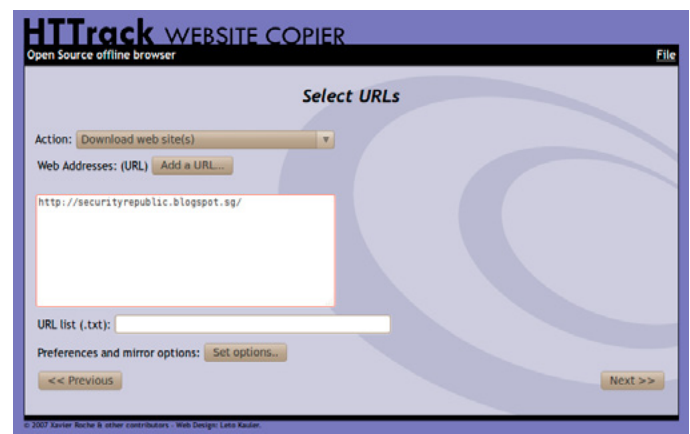 HTTrack WEBSITE COPIER
Open Source offline browser File
Select URLs
Action: Download web site(s)
Web Addresses: (URL) Add a URL...
http://securityrepublic.blogspot.sg/
URL list (.txt):
Preferences and mirror options: Set options..
<< Previous Next >>
© 2007 Xavier Roche & other contributors - Web Design: Leto Kauler.